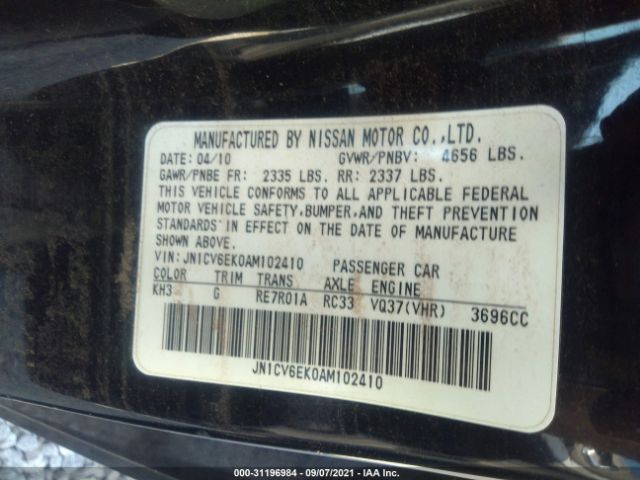 MANUFACTURED BY NISSAN MOTOR CO.,LTD.
DATE: 04/10 GVWR/PNBV: 4656 LBS.
GAWR/PNBE FR: 2335 LBS. RR: 2337 LBS.
THIS VEHICLE CONFORMS TO ALL APPLICABLE FEDERAL
MOTOR VEHICLE SAFETY,BUMPER,AND THEFT PREVENTION
STANDARDS IN EFFECT ON THE DATE OF MANUFACTURE
SHOWN ABOVE.
VIN: JN1CV6EK0AM102410 PASSENGER CAR
COLOR TRIM TRANS AXLE ENGINE
KH3 G RE7R01A RC33 VQ37(VHR) 3696CC
JN1CV6EK0AM102410
000-31196984 - 09/07/2021 - IAA Inc.